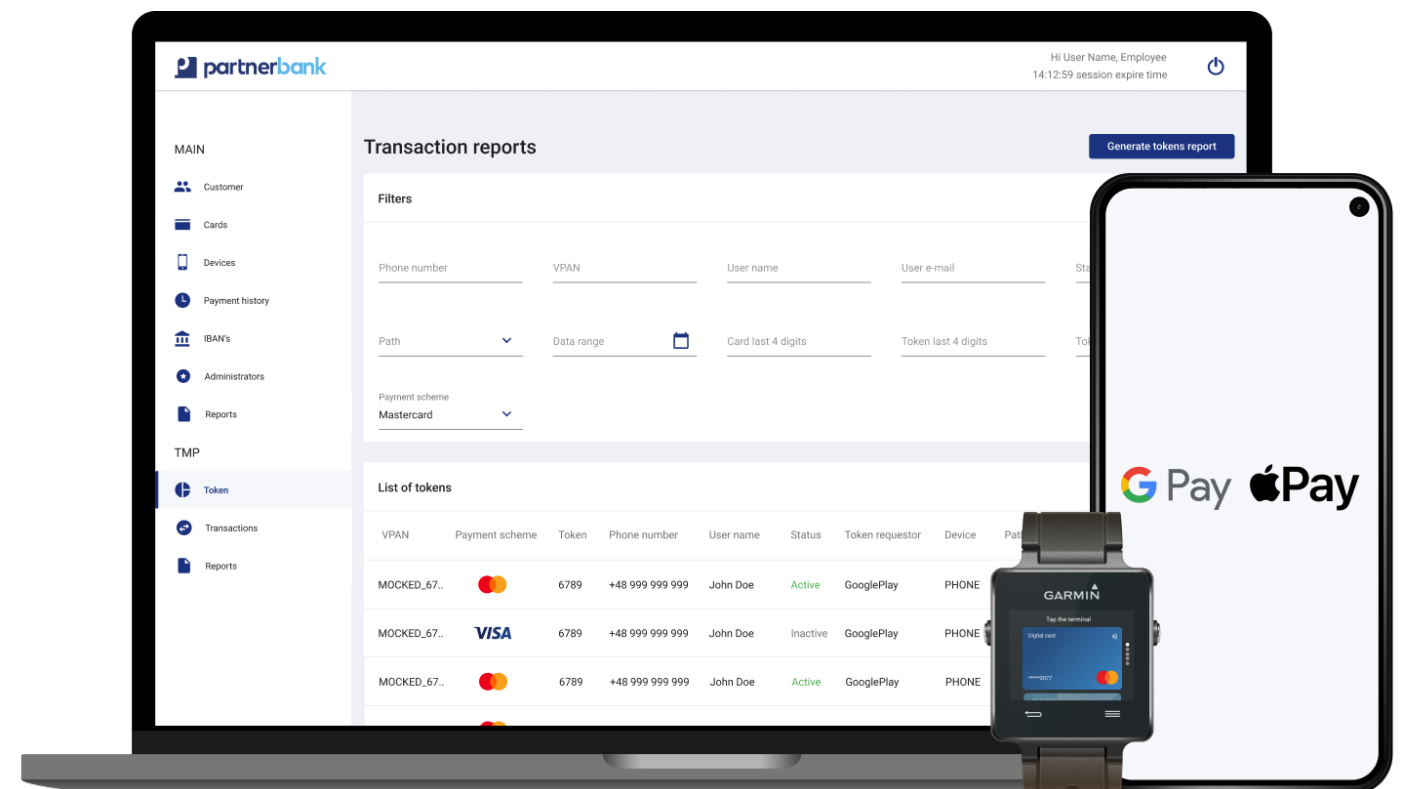 partnerbank
Hi User Name, Employee
14:12:59 session expire time
MAIN
Customer
Cards
Devices
Payment history
IBAN's
Administrators
Reports
TMP
Token
Transactions
Reports
Transaction reports
Generate tokens report
Filters
Phone number VPAN User name User e-mail
Path Data range Card last 4 digits Token last 4 digits
Payment scheme
Mastercard
List of tokens
VPAN Payment scheme Token Phone number User name Status Token requestor Device
MOCKED_67.. 6789 +48 999 999 999 John Doe Active GooglePlay PHONE
MOCKED_67.. VISA 6789 +48 999 999 999 John Doe Inactive GooglePlay PHONE
MOCKED_67.. 6789 +48 999 999 999 John Doe Active GooglePlay PHONE
G Pay Pay
GARMIN
Tap the terminal
Digital card
*****2077